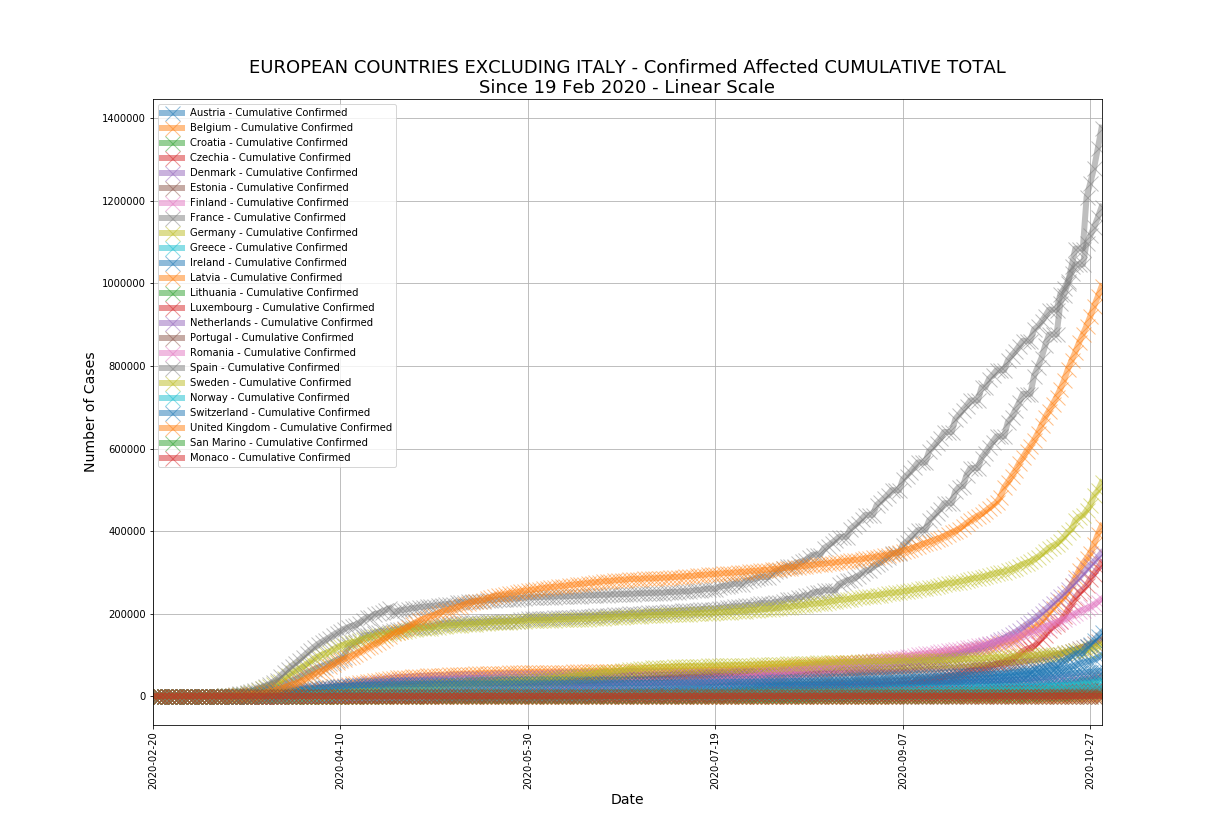 EUROPEAN COUNTRIES EXCLUDING ITALY - Confirmed Affected CUMULATIVE TOTAL
Since 19 Feb 2020 - Linear Scale
Number of Cases
1400000
1200000
1000000
800000
600000
400000
200000
0
Austria - Cumulative Confirmed
Belgium - Cumulative Confirmed
Croatia - Cumulative Confirmed
Czechia - Cumulative Confirmed
Denmark - Cumulative Confirmed
Estonia - Cumulative Confirmed
Finland - Cumulative Confirmed
France - Cumulative Confirmed
Germany - Cumulative Confirmed
Greece - Cumulative Confirmed
Ireland - Cumulative Confirmed
Latvia - Cumulative Confirmed
Lithuania - Cumulative Confirmed
Luxembourg - Cumulative Confirmed
Netherlands - Cumulative Confirmed
Portugal - Cumulative Confirmed
Romania - Cumulative Confirmed
Spain - Cumulative Confirmed
Sweden - Cumulative Confirmed
Norway - Cumulative Confirmed
Switzerland - Cumulative Confirmed
United Kingdom - Cumulative Confirmed
San Marino - Cumulative Confirmed
Monaco - Cumulative Confirmed
2020-02-20
2020-04-10
2020-05-30
2020-07-19
2020-09-07
2020-10-27
Date